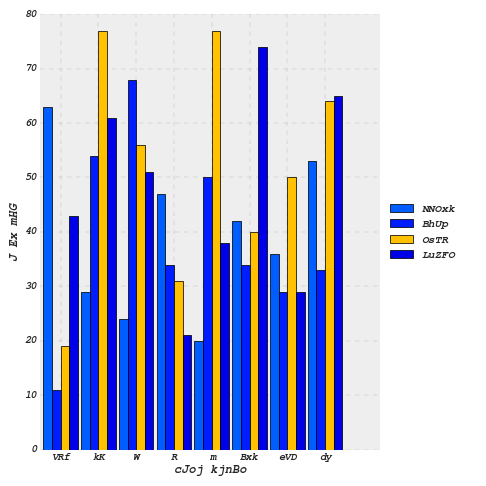 80
70
60
50
40
30
20
10
0
J Ex mHG
VRf kK W R m Bxk eVD dy
cJoj kjnBo
NNOxk
BhUp
OsTR
LuZFO